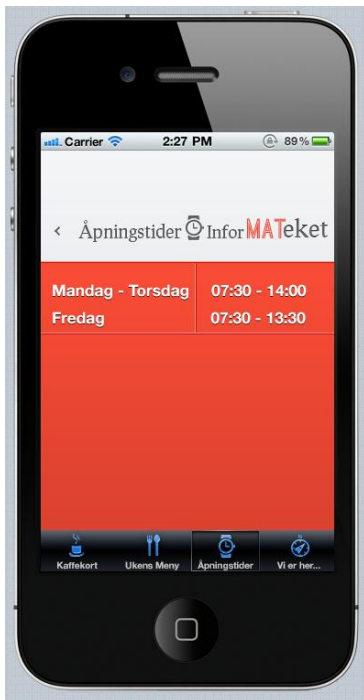 Carrier 2:27 PM 89%
< Åpningstider InforMATeket
Mandag - Torsdag 07:30 - 14:00
Fredag 07:30 - 13:30
Kaffekort Ukens Meny Åpningstider Vi er her...